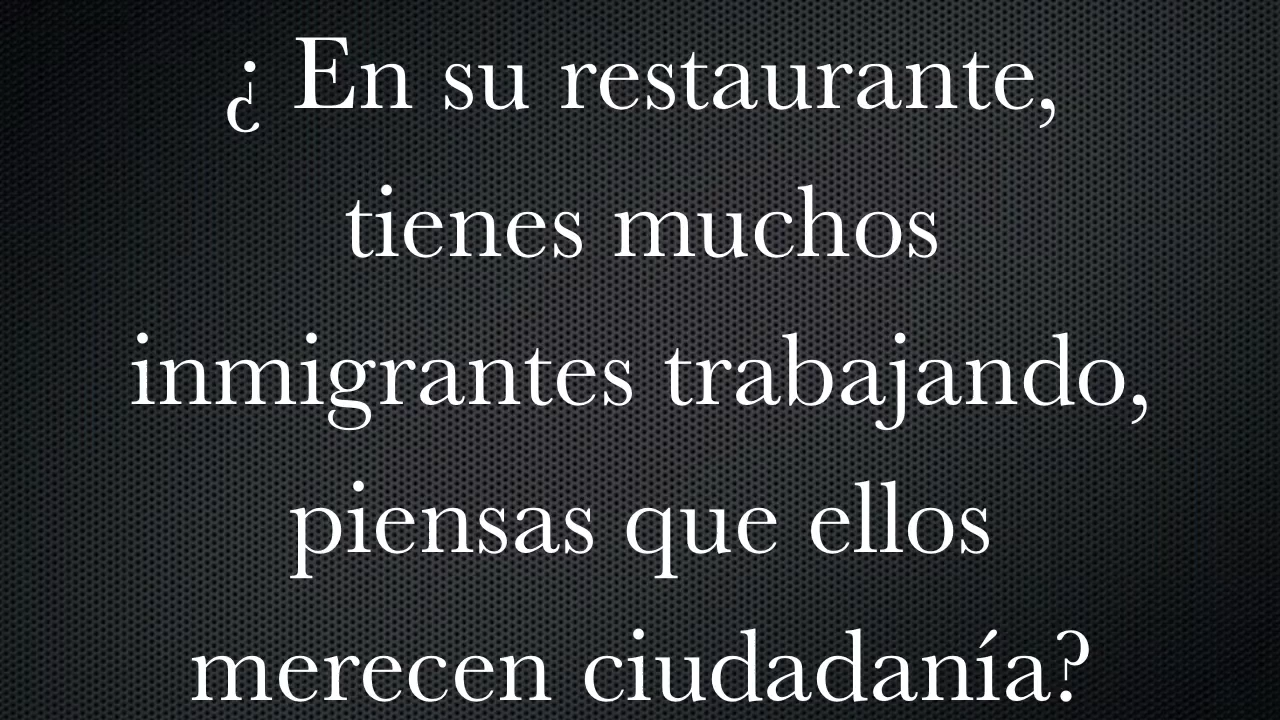 ¿ En su restaurante,
tienes muchos
inmigrantes trabajando,
piensas que ellos
merecen ciudadanía?